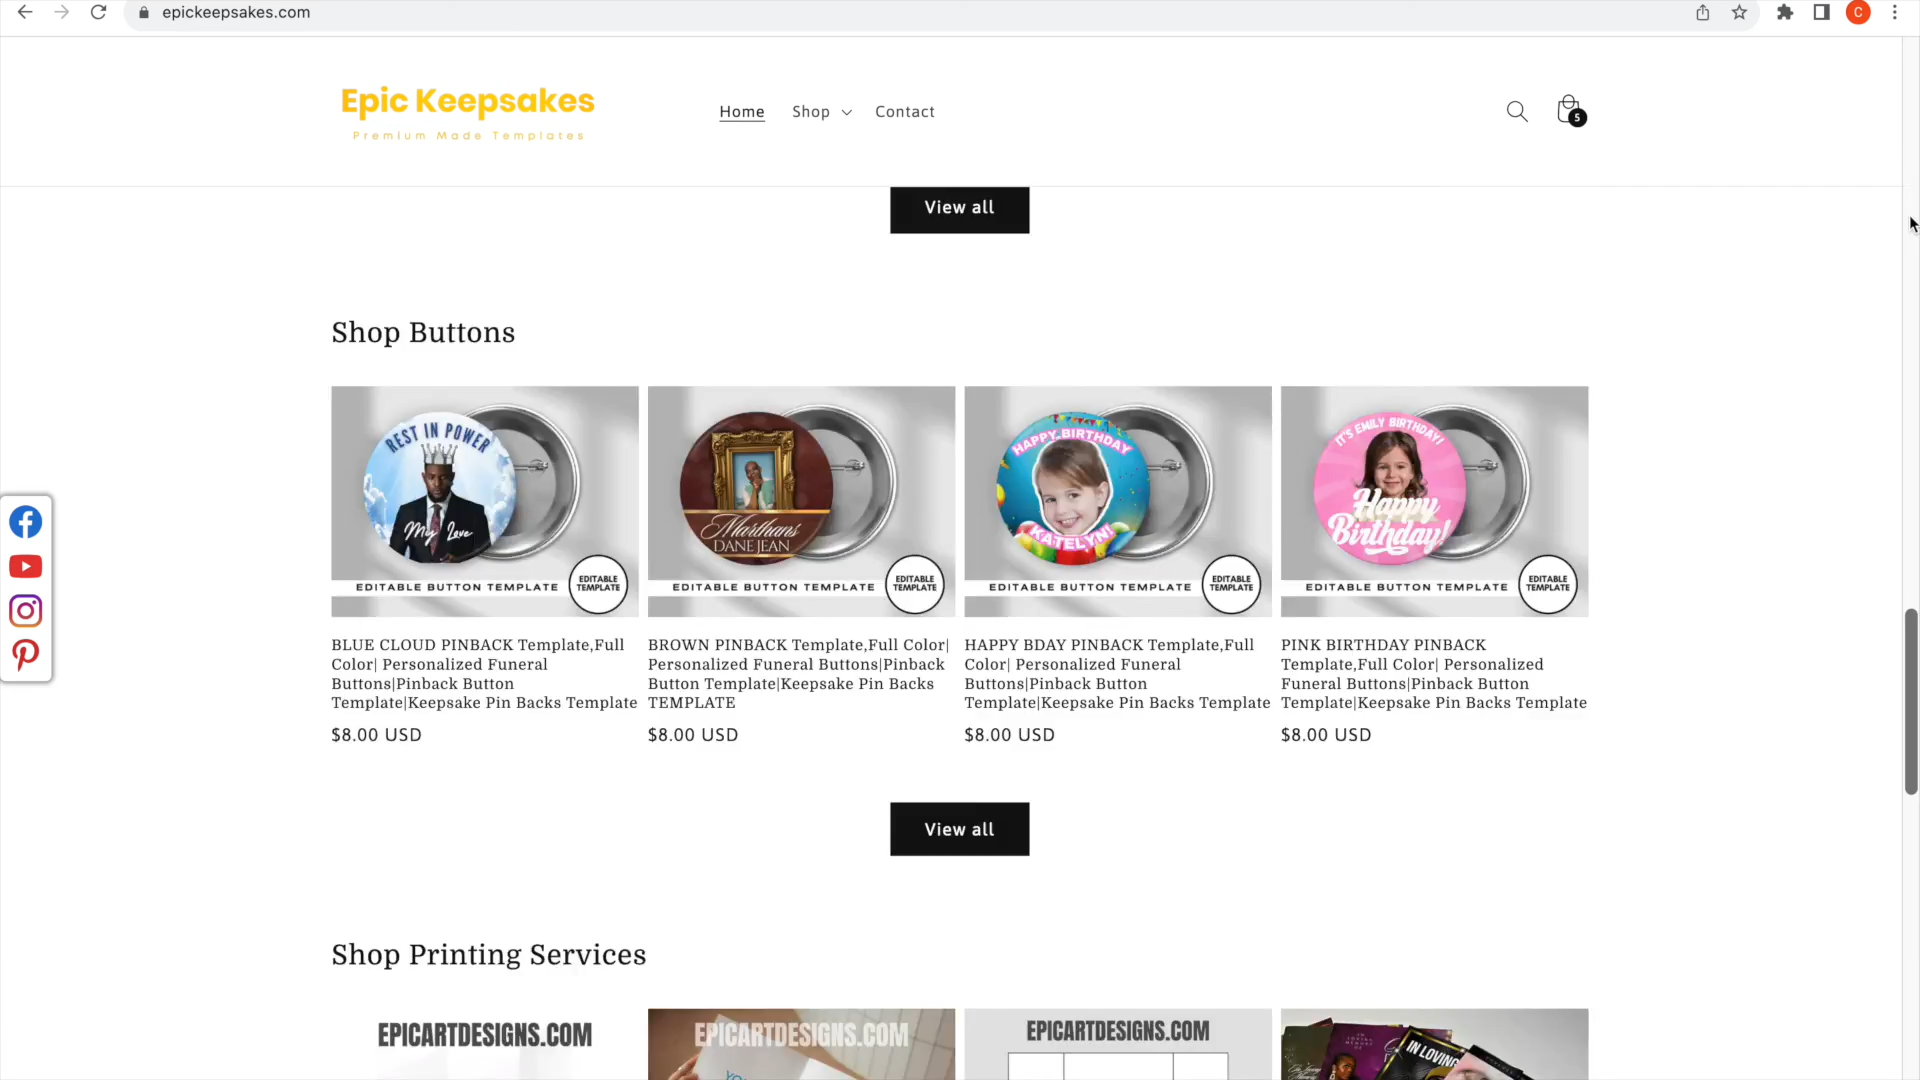 epickeepsakes.com
C
Epic Keepsakes
Premium Made Templates
Home
Shop
Contact
5
View all
Shop Buttons
REST IN POWER
My Love
EDITABLE BUTTON TEMPLATE
EDITABLE
TEMPLATE
Marthans
DANE JEAN
EDITABLE BUTTON TEMPLATE
EDITABLE
TEMPLATE
HAPPY BIRTHDAY
KATELYN!
EDITABLE BUTTON TEMPLATE
EDITABLE
TEMPLATE
IT'S EMILY BIRTHDAY!
Happy
Birthday!
EDITABLE BUTTON TEMPLATE
EDITABLE
TEMPLATE
BLUE CLOUD PINBACK Template,Full
Color| Personalized Funeral
Buttons|Pinback Button
Template|Keepsake Pin Backs Template
$8.00 USD
BROWN PINBACK Template,Full Color|
Personalized Funeral Buttons|Pinback
Button Template|Keepsake Pin Backs
TEMPLATE
$8.00 USD
HAPPY BDAY PINBACK Template,Full
Color| Personalized Funeral
Buttons|Pinback Button
Template|Keepsake Pin Backs Template
$8.00 USD
PINK BIRTHDAY PINBACK
Template,Full Color| Personalized
Funeral Buttons|Pinback Button
Template|Keepsake Pin Backs Template
$8.00 USD
View all
Shop Printing Services
EPICARTDESIGNS.COM
EPICARTDESIGNS.COM
EPICARTDESIGNS.COM
IN LOVING